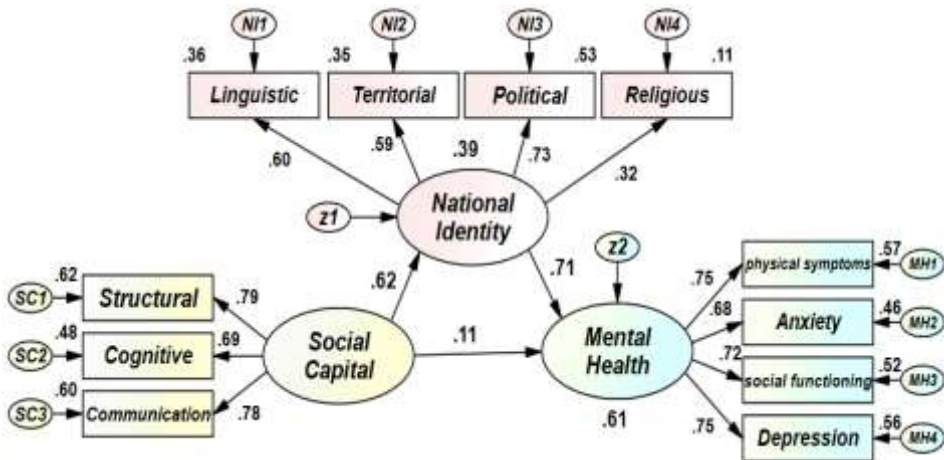 NI1
NI2
NI3
NI4
.36
.35
.53
.11
Linguistic
Territorial
Political
Religious
.60
.59
.39
.73
.32
National
Identity
z1
z2
.62
.71
.11
SC1
.62
Structural
.79
SC2
.48
Cognitive
.69
SC3
.60
Communication
.78
Social
Capital
Mental
Health
.61
.75
physical symptoms
.57
MH1
.68
Anxiety
.46
MH2
.72
social functioning
.52
MH3
.75
Depression
.56
MH4